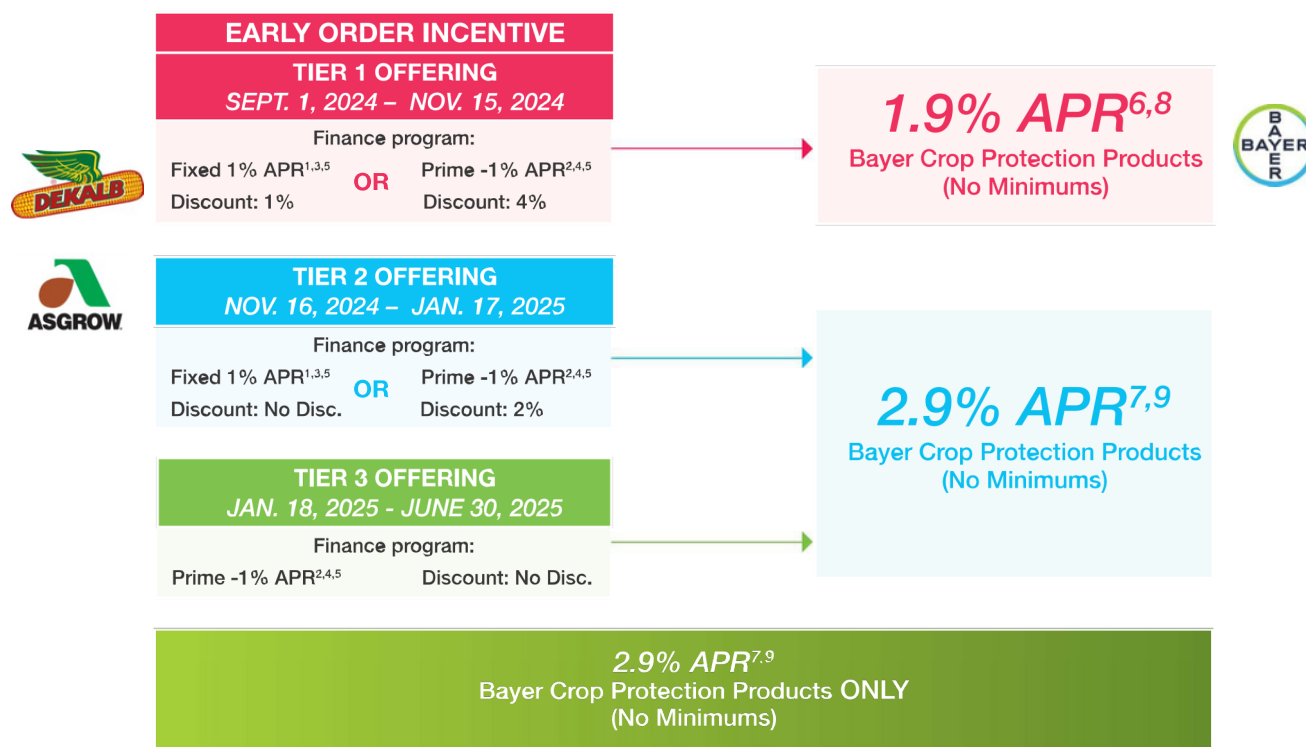 EARLY ORDER INCENTIVE
TIER 1 OFFERING
SEPT. 1, 2024 – NOV. 15, 2024
Finance program:
Fixed 1% APR1,3,5
Discount: 1%
OR
Prime -1% APR2,4,5
Discount: 4%
1.9% APR6,8
Bayer Crop Protection Products
(No Minimums)
BAYER
BAYER
DEKALB
ASGROW
TIER 2 OFFERING
NOV. 16, 2024 – JAN. 17, 2025
Finance program:
Fixed 1% APR1,3,5
Discount: No Disc.
OR
Prime -1% APR2,4,5
Discount: 2%
2.9% APR7,9
Bayer Crop Protection Products
(No Minimums)
TIER 3 OFFERING
JAN. 18, 2025 - JUNE 30, 2025
Finance program:
Prime -1% APR2,4,5
Discount: No Disc.
2.9% APR7,9
Bayer Crop Protection Products ONLY
(No Minimums)